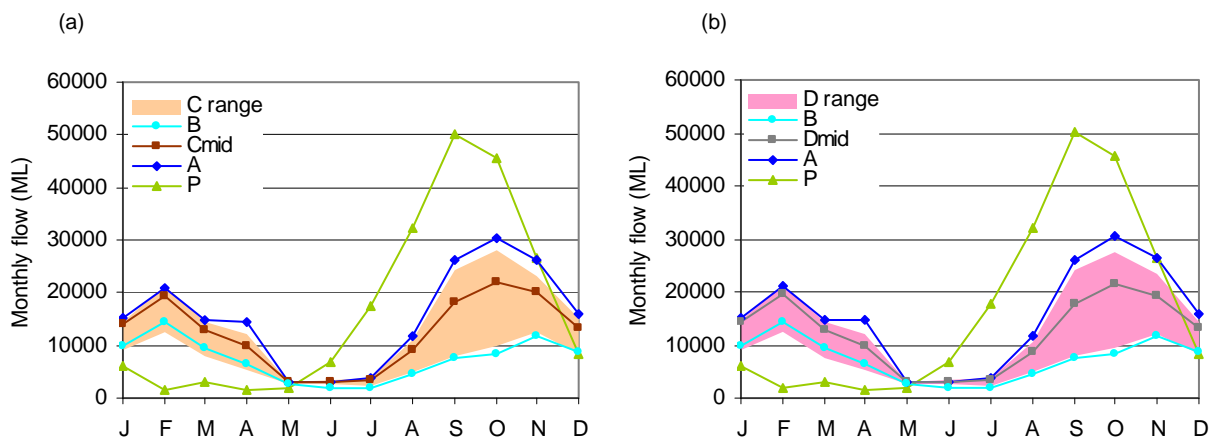 (a)
Monthly flow (ML)
60000
50000
40000
30000
20000
10000
0
C range
B
Cmid
A
P
J F M A M J J A S O N D
(b)
Monthly flow (ML)
60000
50000
40000
30000
20000
10000
0
D range
B
Dmid
A
P
J F M A M J J A S O N D